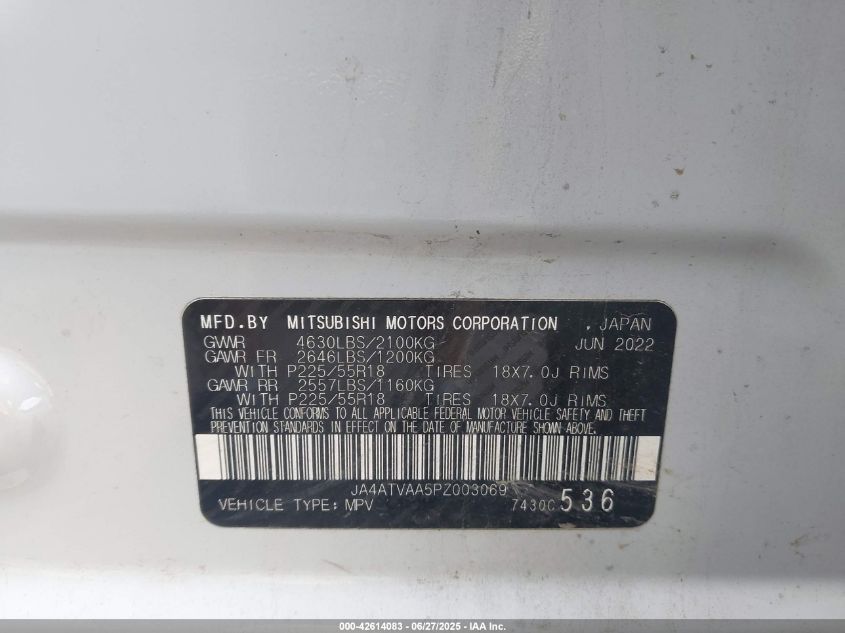 MFD.BY MITSUBISHI MOTORS CORPORATION , JAPAN
GVWR 4630LBS/2100KG JUN 2022
GAWR FR 2646LBS/1200KG
WITH P225/55R18 TIRES 18X7.0J RIMS
GAWR RR 2557LBS/1160KG
WITH P225/55R18 TIRES 18X7.0J RIMS
THIS VEHICLE CONFORMS TO ALL APPLICABLE FEDERAL MOTOR VEHICLE SAFETY AND THEFT
PREVENTION STANDARDS IN EFFECT ON THE DATE OF MANUFACTURE SHOWN ABOVE.
JA4ATVAA5PZ003069
VEHICLE TYPE: MPV 7430C 536
000-42614083 - 06/27/2025 - IAA Inc.